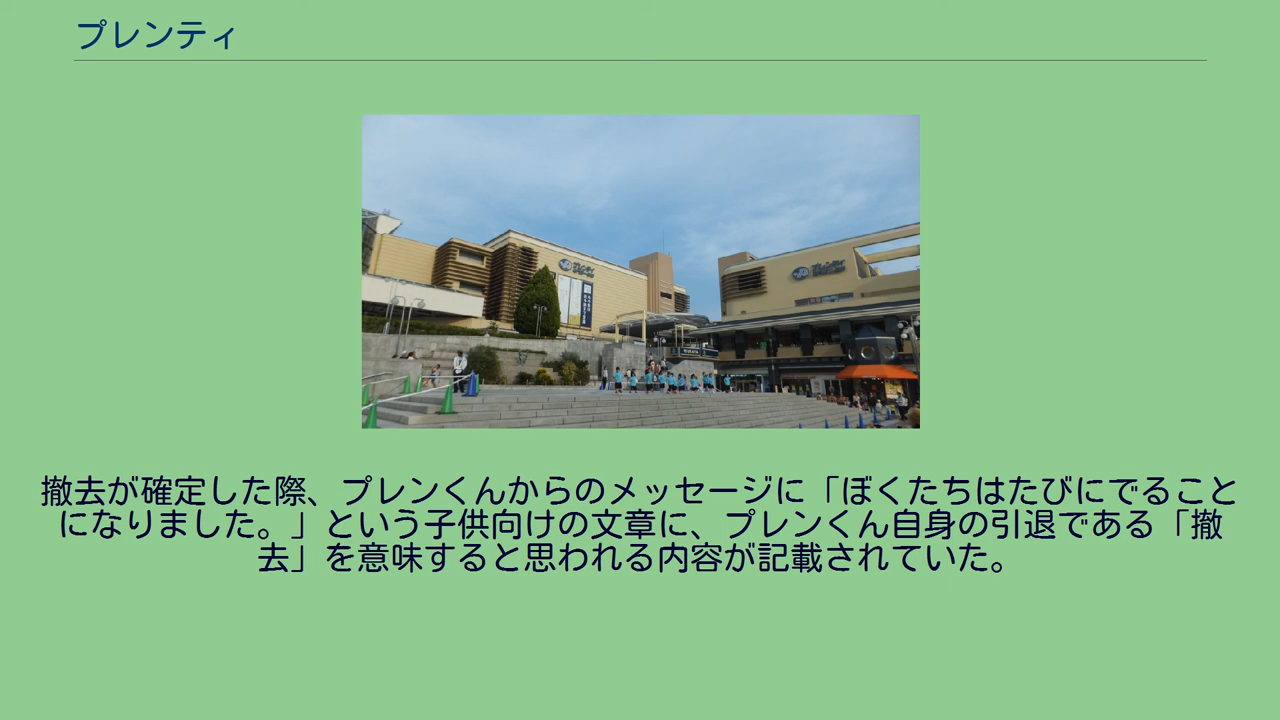 プレンティ
撤去が確定した際、プレンくんからのメッセージに「ぼくたちはたびにでること
になりました。」という子供向けの文章に、プレンくん自身の引退である「撤
去」を意味すると思われる内容が記載されていた。